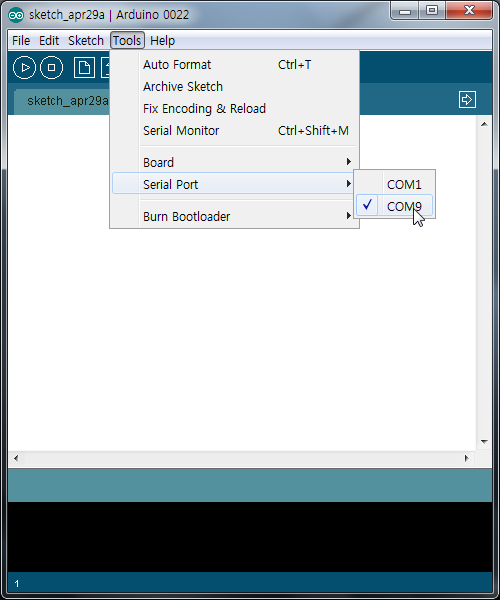 sketch_apr29a | Arduino 0022
File Edit Sketch Tools Help
sketch_apr29a
Auto Format Ctrl+T
Archive Sketch
Fix Encoding & Reload
Serial Monitor Ctrl+Shift+M
Board
Serial Port
Burn Bootloader
COM1
COM9
1